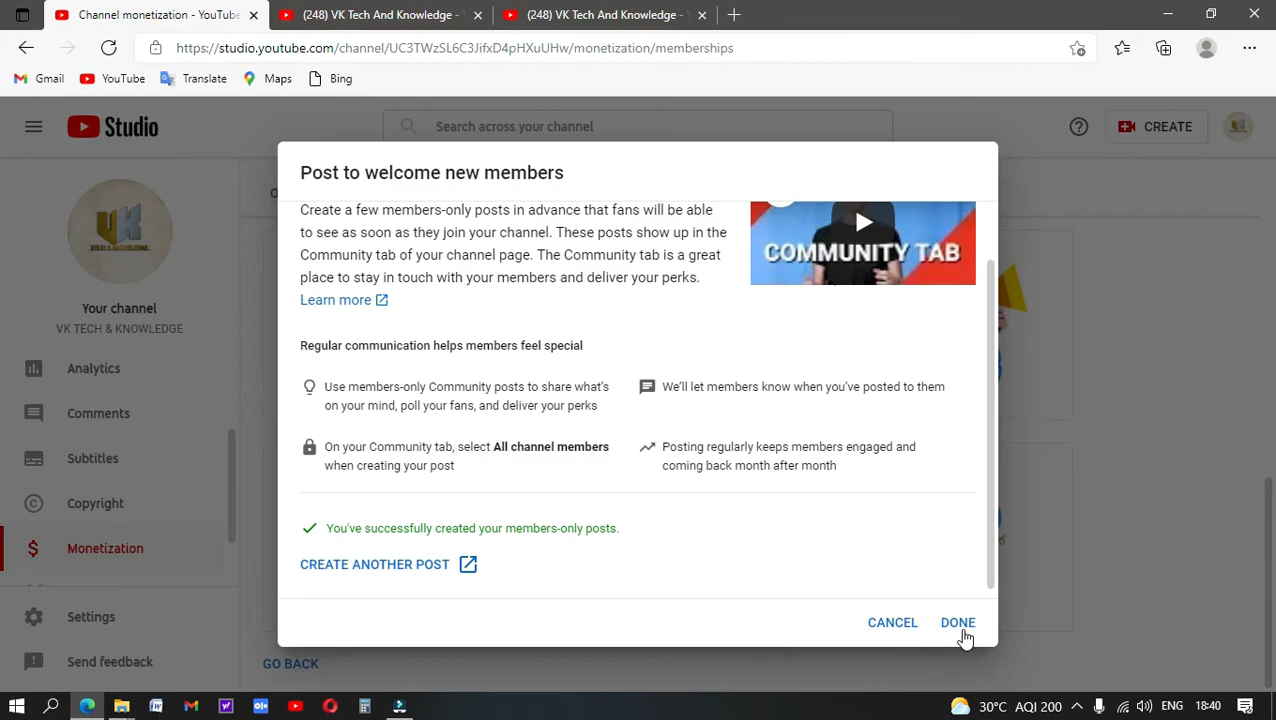 Channel monetization - YouTube S
(248) VK Tech And Knowledge -
(248) VK Tech And Knowledge -
https://studio.youtube.com/channel/UC3TWzSL6C3JifxD4pHXuUHw/monetization/memberships
Gmail
YouTube
Translate
Maps
Bing
Studio
Search across your channel
CREATE
Post to welcome new members
Create a few members-only posts in advance that fans will be able
to see as soon as they join your channel. These posts show up in the
Community tab of your channel page. The Community tab is a great
place to stay in touch with your members and deliver your perks.
Learn more
COMMUNITY TAB
Regular communication helps members feel special
Use members-only Community posts to share what's
on your mind, poll your fans, and deliver your perks
We'll let members know when you've posted to them
On your Community tab, select All channel members
when creating your post
Posting regularly keeps members engaged and
coming back month after month
You've successfully created your members-only posts.
CREATE ANOTHER POST
CANCEL
DONE
Your channel
VK TECH & KNOWLEDGE
Analytics
Comments
Subtitles
Copyright
Monetization
Settings
Send feedback
GO BACK
30°C AQI 200
ENG
18:40